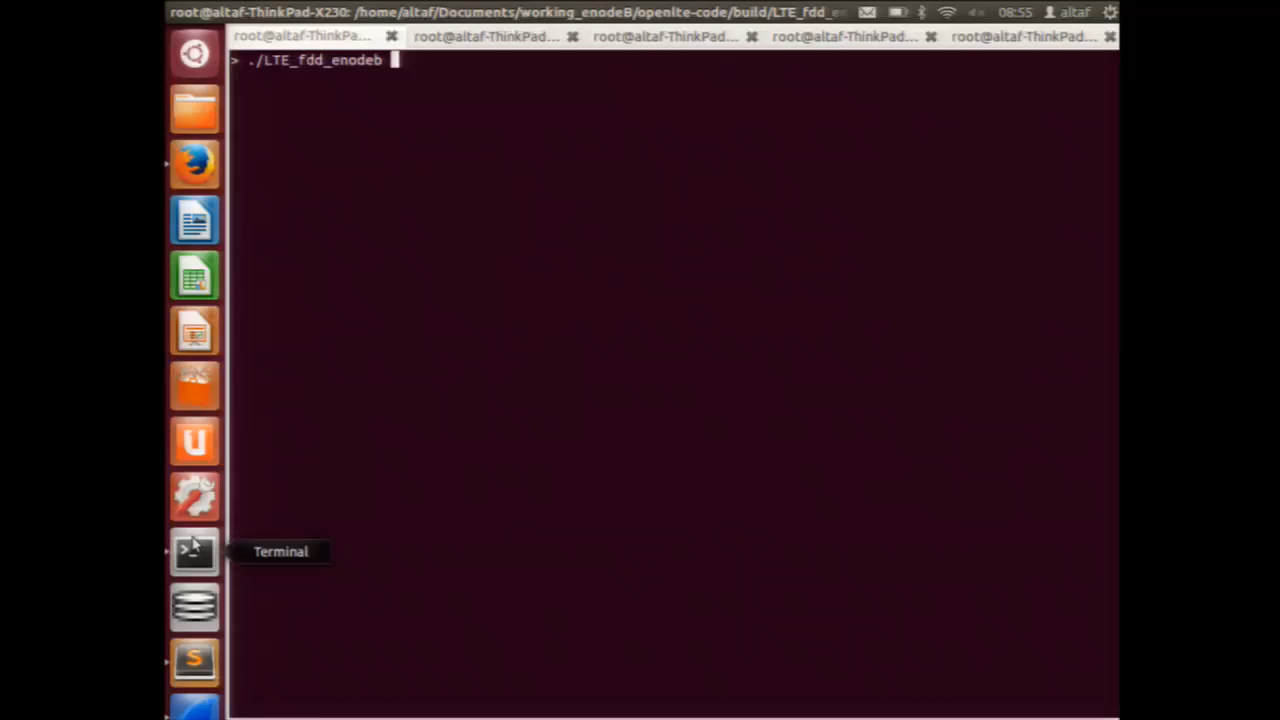 root@altaf-ThinkPad-X230: /home/altaf/Documents/working_enodeB/openlte-code/build/LTE_fdd_e 08:55 altaf
root@altaf-ThinkPa... root@altaf-ThinkPad... root@altaf-ThinkPad... root@altaf-ThinkPad... root@altaf-ThinkPad...
> ./LTE_fdd_enodeb
Terminal